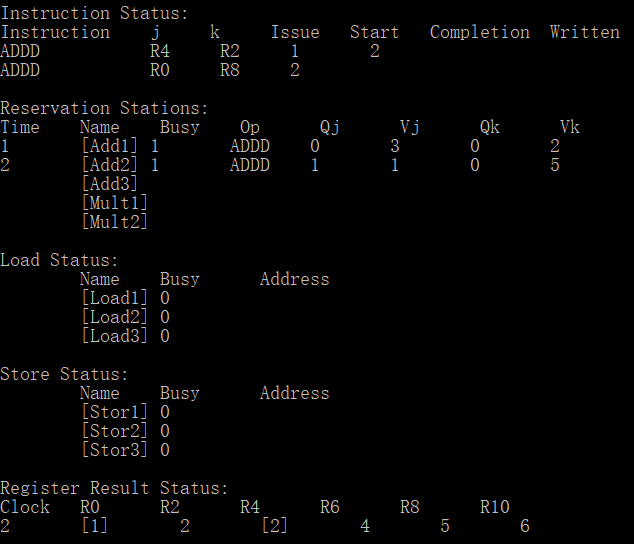 Instruction Status:
Instruction j k Issue Start Completion Written
ADDD R4 R2 1 2
ADDD R0 R8 2
Reservation Stations:
Time Name Busy Op Qj Vj Qk Vk
1 [Add1] 1 ADDD 0 3 0 2
2 [Add2] 1 ADDD 1 1 0 5
[Add3]
[Mult1]
[Mult2]
Load Status:
Name Busy Address
[Load1] 0
[Load2] 0
[Load3] 0
Store Status:
Name Busy Address
[Stor1] 0
[Stor2] 0
[Stor3] 0
Register Result Status:
Clock R0 R2 R4 R6 R8 R10
2 [1] 2 [2] 4 5 6